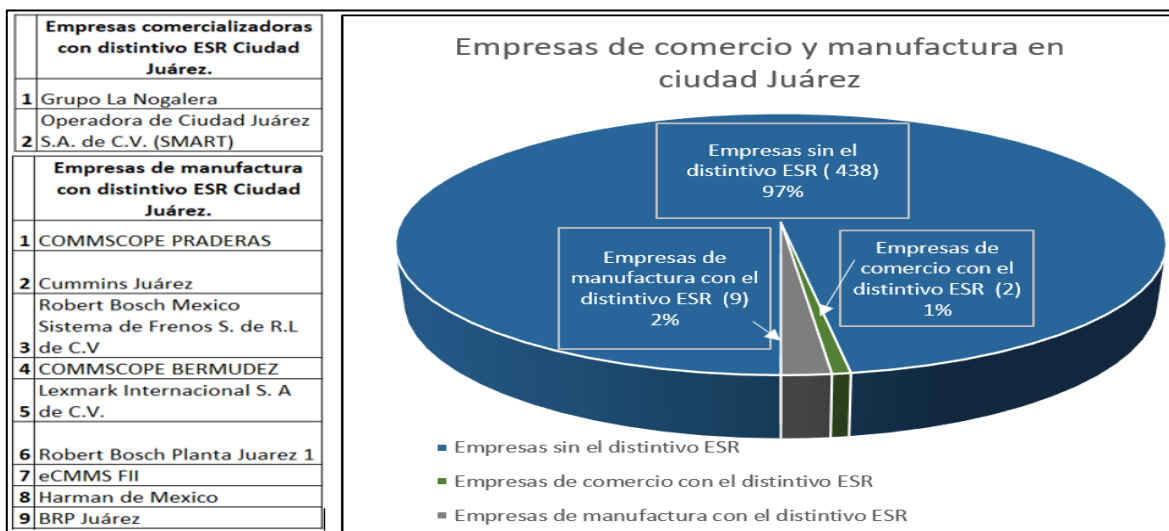 Empresas comercializadoras
con distintivo ESR Ciudad
Juárez.
1 Grupo La Nogalera
Operadora de Ciudad Juárez
2 S.A. de C.V. (SMART)
Empresas de manufactura
con distintivo ESR Ciudad
Juárez.
1 COMMSCOPE PRADERAS
2 Cummins Juárez
Robert Bosch Mexico
Sistema de Frenos S. de R.L
3 de C.V
4 COMMSCOPE BERMUDEZ
Lexmark Internacional S. A
5 de C.V.
6 Robert Bosch Planta Juarez 1
7 eCMMS FII
8 Harman de Mexico
9 BRP Juárez
Empresas de comercio y manufactura en
ciudad Juárez
Empresas sin el
distintivo ESR ( 438)
97%
Empresas de
manufactura con el
distintivo ESR (9)
2%
Empresas de
comercio con el
distintivo ESR (2)
1%
Empresas sin el distintivo ESR
Empresas de comercio con el distintivo ESR
Empresas de manufactura con el distintivo ESR